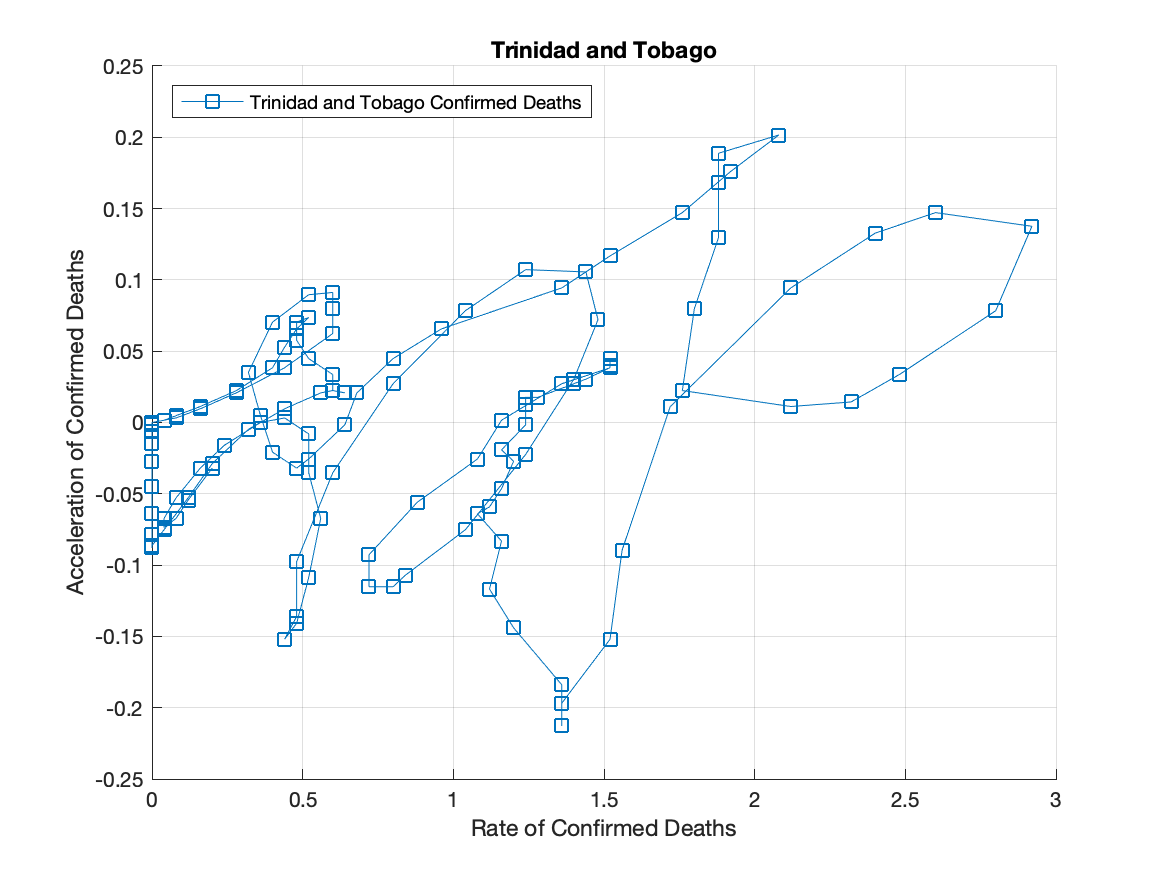 Trinidad and Tobago
0.25
Trinidad and Tobago Confirmed Deaths
0.2
0.15
0.1
0.05
0
-0.05
-0.1
-0.15
-0.2
-0.25
Acceleration of Confirmed Deaths
0 0.5 1 1.5 2 2.5 3
Rate of Confirmed Deaths